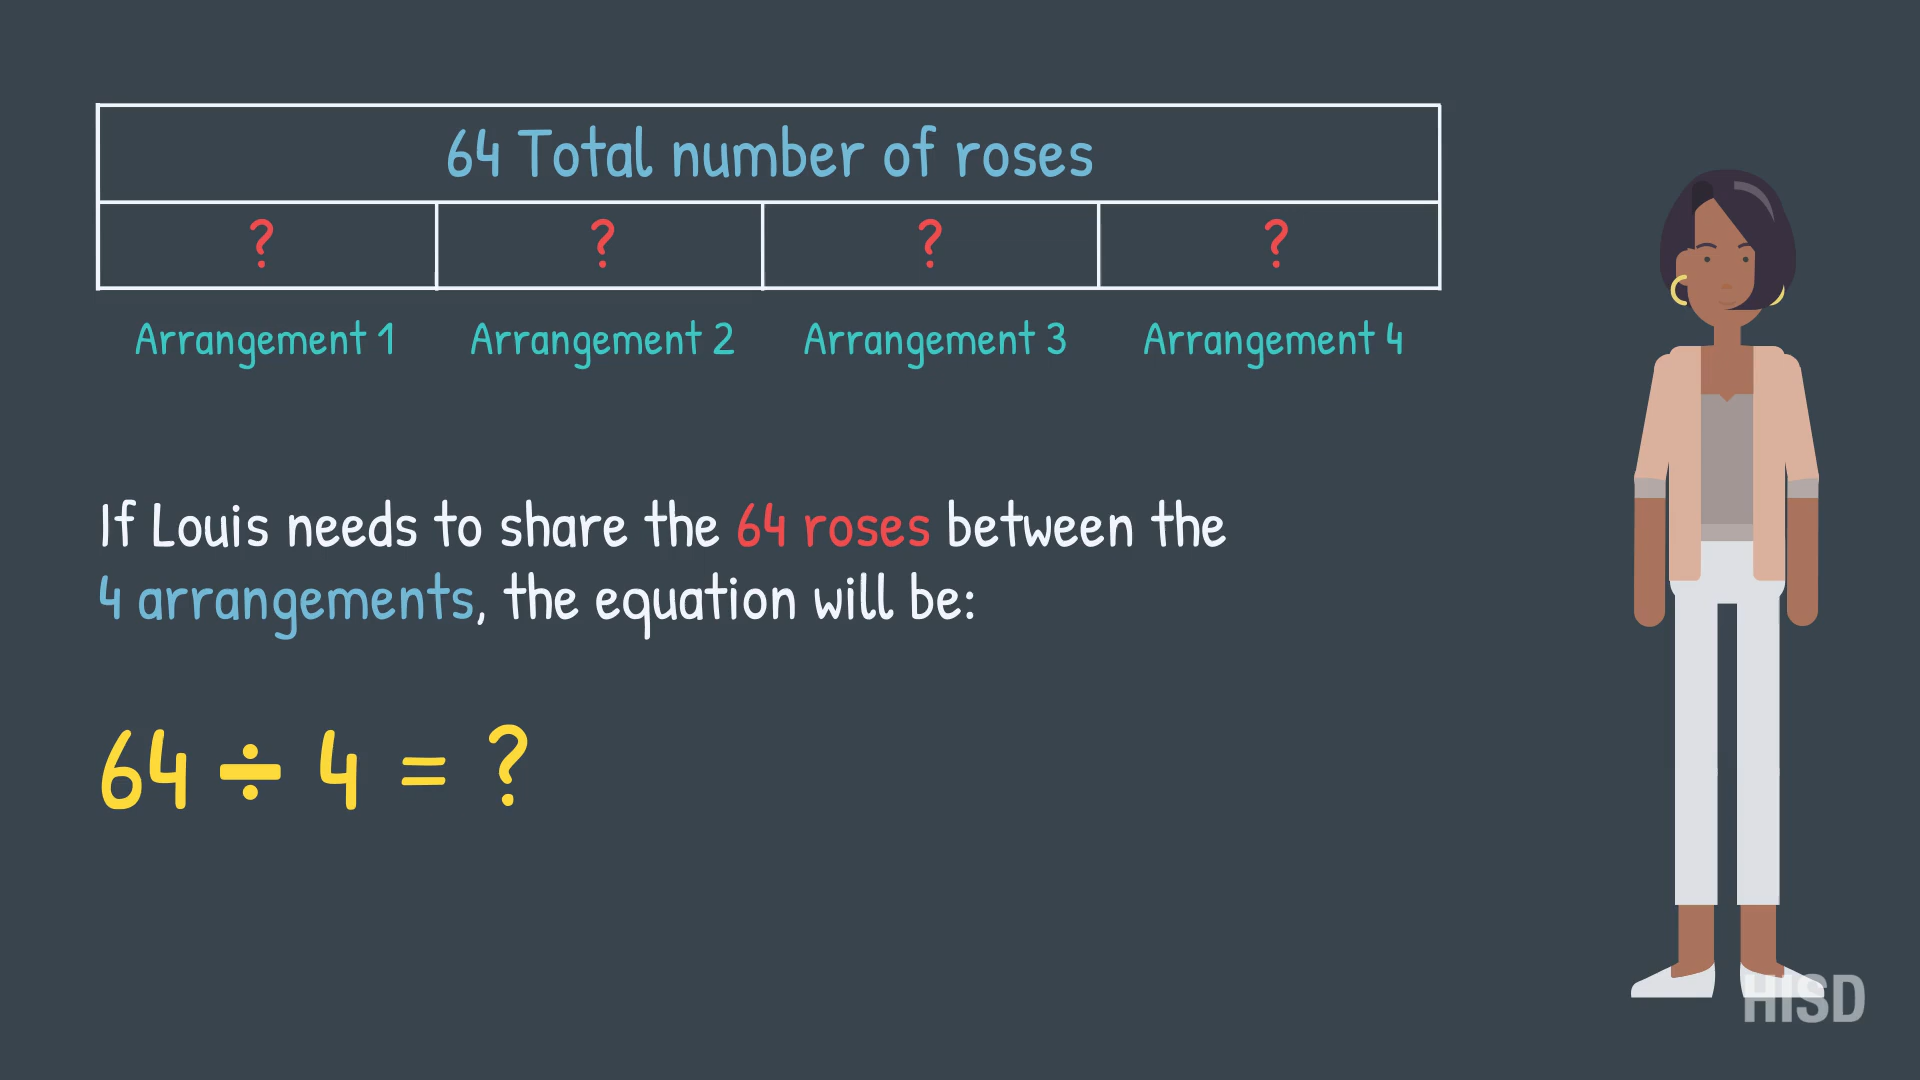 64 Total number of roses
? ? ? ?
Arrangement 1 Arrangement 2 Arrangement 3 Arrangement 4
If Louis needs to share the 64 roses between the
4 arrangements, the equation will be:
64 ÷ 4 = ?
HISD